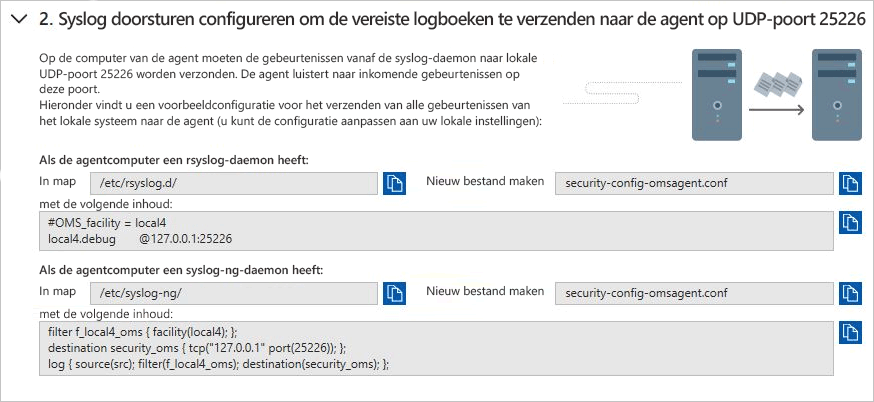 2. Syslog doorsturen configureren om de vereiste logboeken te verzenden naar de agent op UDP-poort 25226
Op de computer van de agent moeten de gebeurtenissen vanaf de syslog-daemon naar lokale
UDP-poort 25226 worden verzonden. De agent luistert naar inkomende gebeurtenissen op
deze poort.
Hieronder vindt u een voorbeeldconfiguratie voor het verzenden van alle gebeurtenissen van
het lokale systeem naar de agent (u kunt de configuratie aanpassen aan uw lokale instellingen):
Als de agentcomputer een rsyslog-daemon heeft:
In map /etc/rsyslog.d/ Nieuw bestand maken security-config-omsagent.conf
met de volgende inhoud:
#OMS_facility = local4
local4.debug @127.0.0.1:25226
Als de agentcomputer een syslog-ng-daemon heeft:
In map /etc/syslog-ng/ Nieuw bestand maken security-config-omsagent.conf
met de volgende inhoud:
filter f_local4_oms { facility(local4); };
destination security_oms { tcp("127.0.0.1" port(25226)); };
log { source(src); filter(f_local4_oms); destination(security_oms); };